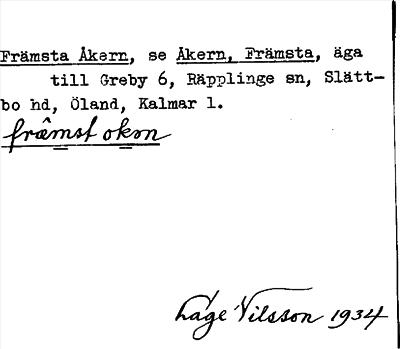 Främsta Åkern, se Åkern, Främsta, äga
till Greby 6, Räpplinge sn, Slätt-
bo hd, Öland, Kalmar l.
främst okɷn
Lage Nilsson 1934